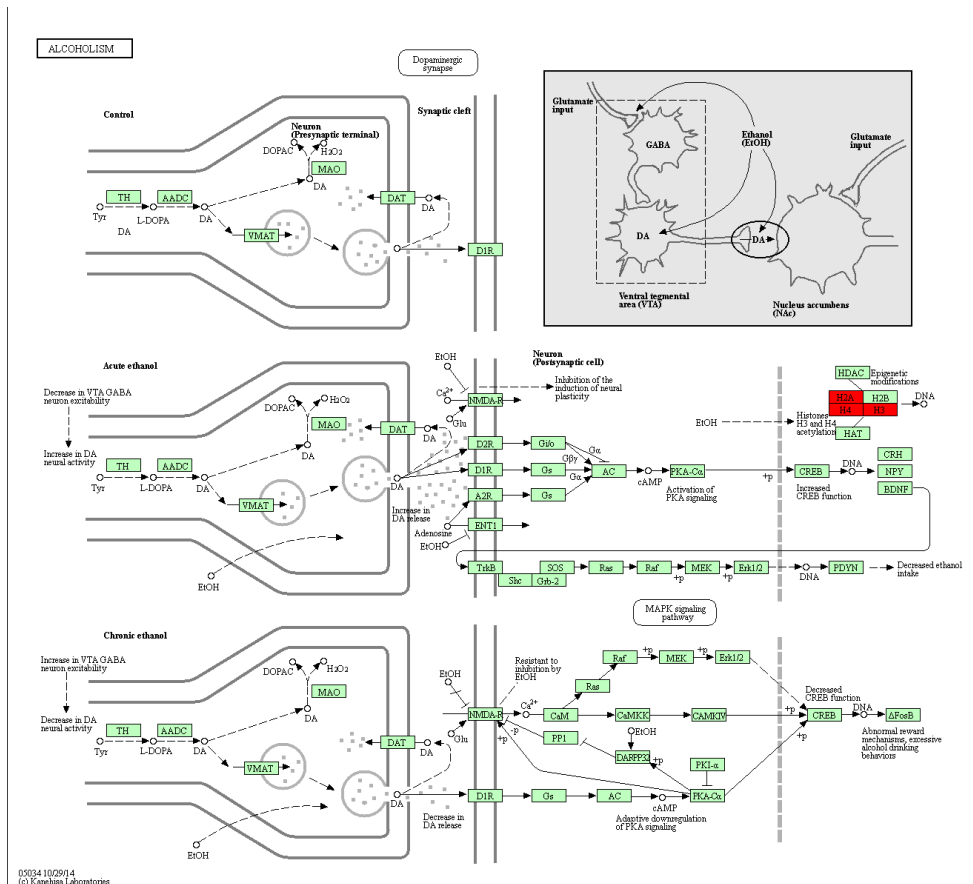 ALCOHOLISM
Dopaminergic
synapse
Control
Neuron
(Presynaptic terminal)
Synaptic cleft
DOPAC
H2O2
MAO
DA
TH
AADC
Tyr
L-DOPA
DA
DA
VMAT
DAT
DA
D1R
Glutamate
input
GABA
Ethanol
(EtOH)
Glutamate
input
DA
DA
Ventral tegmental
area (VTA)
Nucleus accumbens
(NAc)
Acute ethanol
Decrease in VTA GABA
neuron excitability
Increase in DA
neural activity
DOPAC
H2O2
MAO
DA
TH
AADC
Tyr
L-DOPA
DA
VMAT
EtOH
DAT
DA
DA
Increase in
DA release
EtOH
Ca2+
Glu
NMDA-R
Inhibition of the
induction of neural
plasticity
Neuron
(Postsynaptic cell)
D2R
Gi/o
Gα
Gβγ
D1R
Gs
Gα
AC
cAMP
PKA-Cα
Activation of
PKA signaling
+p
A2R
Gs
Adenosine
ENT1
EtOH
EtOH
HDAC
Epigenetic
modifications
H2A
H2B
H4
H3
DNA
Histones
H3 and H4
acetylation
HAT
CREB
DNA
Increased
CREB function
CRH
NPY
BDNF
TrkB
Shc
SOS
Grb-2
Ras
Raf
+p
MEK
+p
Erk1/2
DNA
PDYN
Decreased ethanol
intake
MAPK signaling
pathway
Chronic ethanol
Increase in VTA GABA
neuron excitability
Decrease in DA
neural activity
DOPAC
H2O2
MAO
DA
TH
AADC
Tyr
L-DOPA
DA
VMAT
EtOH
DAT
DA
DA
Decrease in
DA release
EtOH
Glu
NMDA-R
Resistant to
inhibition by
EtOH
Ca2+
+p
-p
CaM
Ras
Raf
+p
MEK
+p
Erk1/2
CaMKK
CAMKIV
+p
PP1
EtOH
DARPP32
+p
PKI-α
PKA-Cα
+p
D1R
Gs
AC
cAMP
Adaptive downregulation
of PKA signaling
Decreased
CREB function
CREB
DNA
ΔFosB
Abnormal reward
mechanisms, excessive
alcohol drinking
behaviors
05034 10/29/14
(c) Kanehisa Laboratories